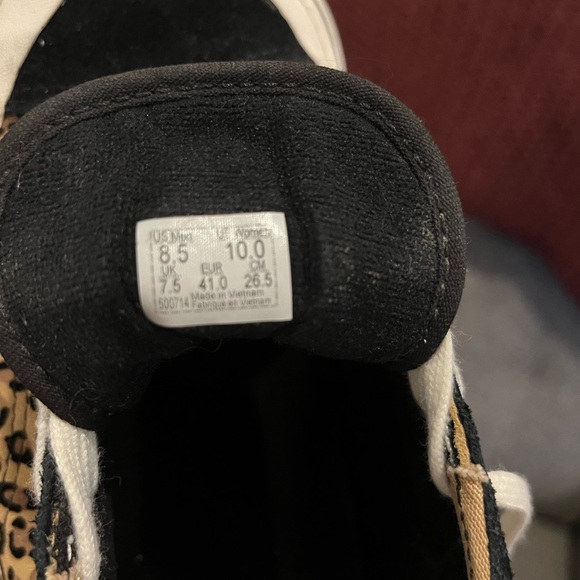 US Men US Women
8.5 10.0
UK EUR CM
7.5 41.0 26.5
500714 Made in Vietnam
Fabriqué en Vietnam